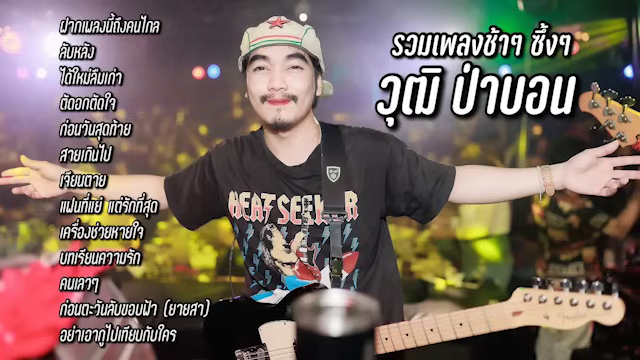 ฝากเพลงนี้ถึงคนไกล
ลับหลัง
ได้ใหม่ลืมเก่า
ตัดอกตัดใจ
ก่อนวันสุดท้าย
สายเกินไป
เจียนตาย
แฟนที่แย่ แต่รักที่สุด
เครื่องช่วยหายใจ
บทเรียนความรัก
คนเลวๆ
ก่อนตะวันลับขอบฟ้า (ยายสา)
อย่าเอากูไปเทียบกับใคร
รวมเพลงช้าๆ ซึ้งๆ
วุฒิ ป่าบอน
HEATSEEKER